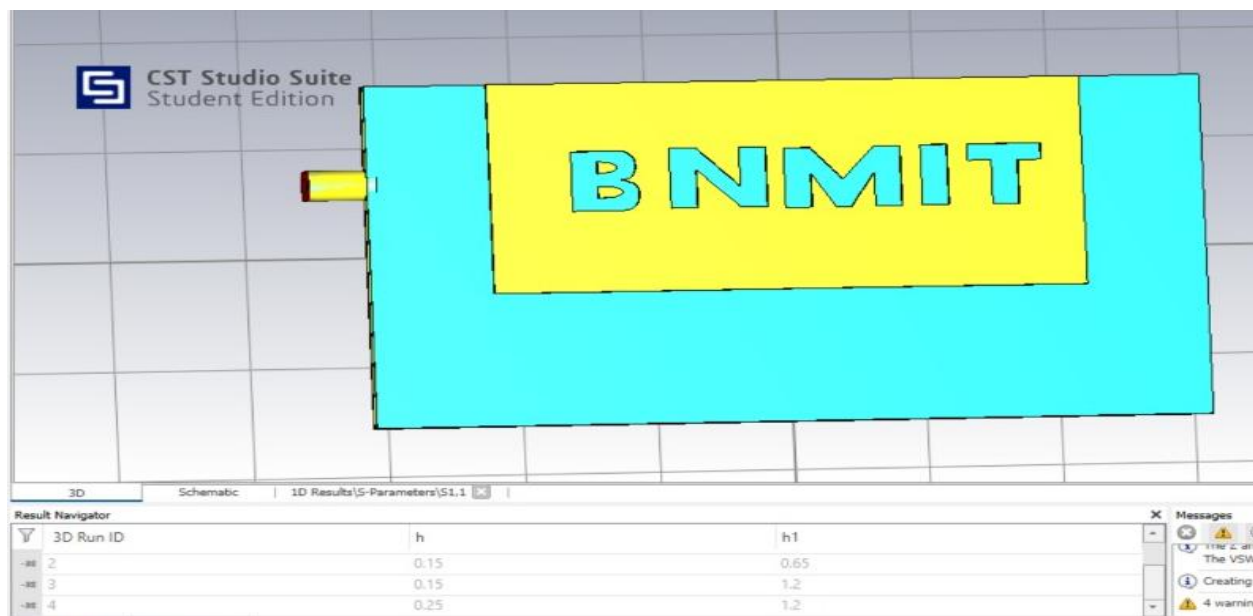 CST Studio Suite
Student Edition
B NMIT
3D Schematic 1D Results\S-Parameters\S1,1
Result Navigator Messages
3D Run ID h h1
2 0.15 0.65
The VSW
3 0.15 1.2
Creating
4 0.25 1.2
4 warnin